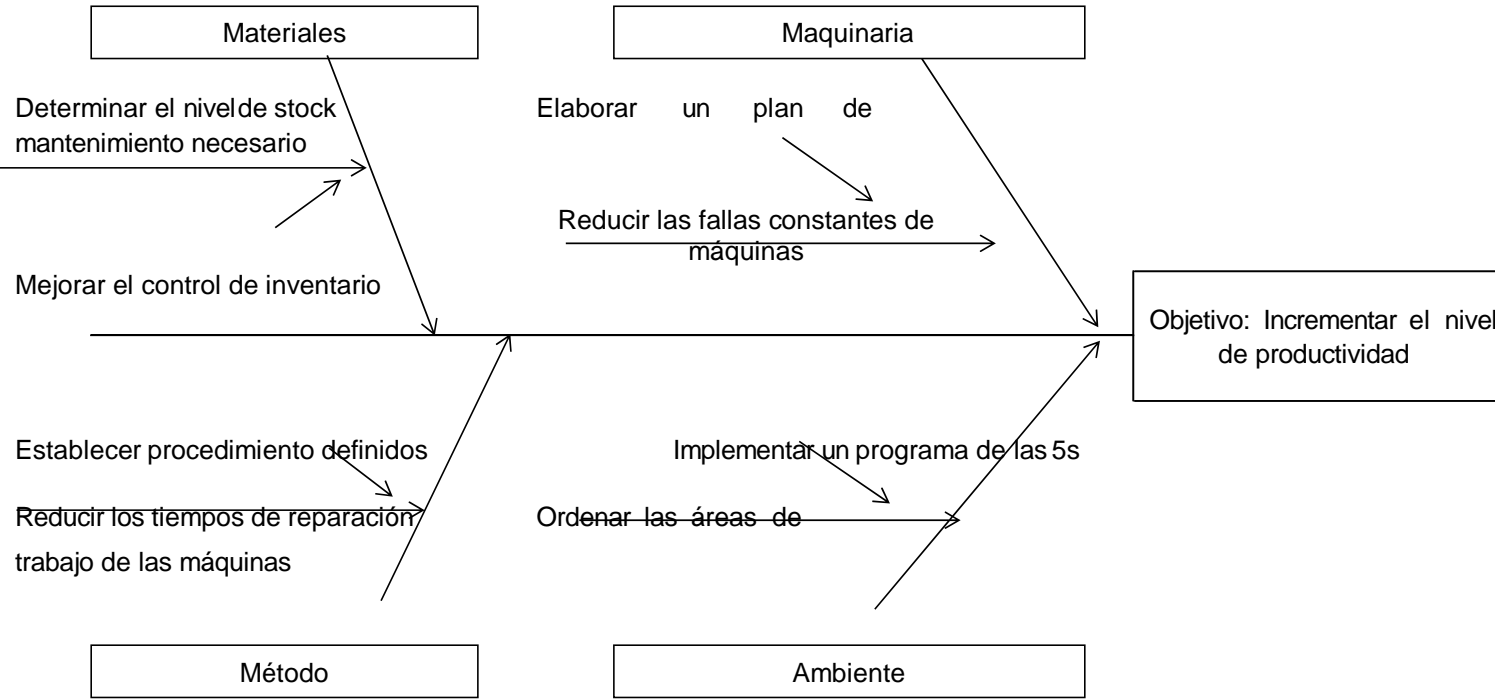 Materiales
Maquinaria
Determinar el nivel de stock
mantenimiento necesario
Elaborar un plan de
Reducir las fallas constantes de
máquinas
Mejorar el control de inventario
Objetivo: Incrementar el nivel
de productividad
Establecer procedimiento definidos
Implementar un programa de las 5s
Reducir los tiempos de reparación
trabajo de las máquinas
Ordenar las áreas de
Método
Ambiente